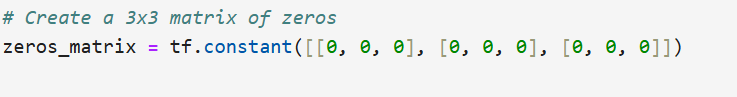 # Create a 3x3 matrix of zeros
zeros_matrix = tf.constant([[0, 0, 0], [0, 0, 0], [0, 0, 0]])